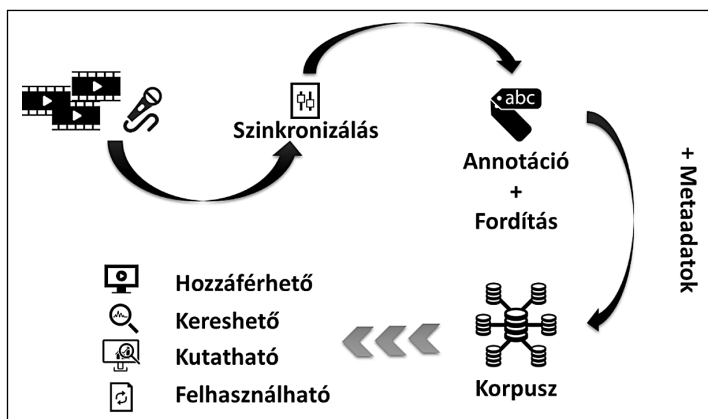 Szinkronizálás
abc
Annotáció
+
Fordítás
+ Metaadatok
Korpusz
Hozzáférhető
Kereshető
Kutatható
Felhasználható